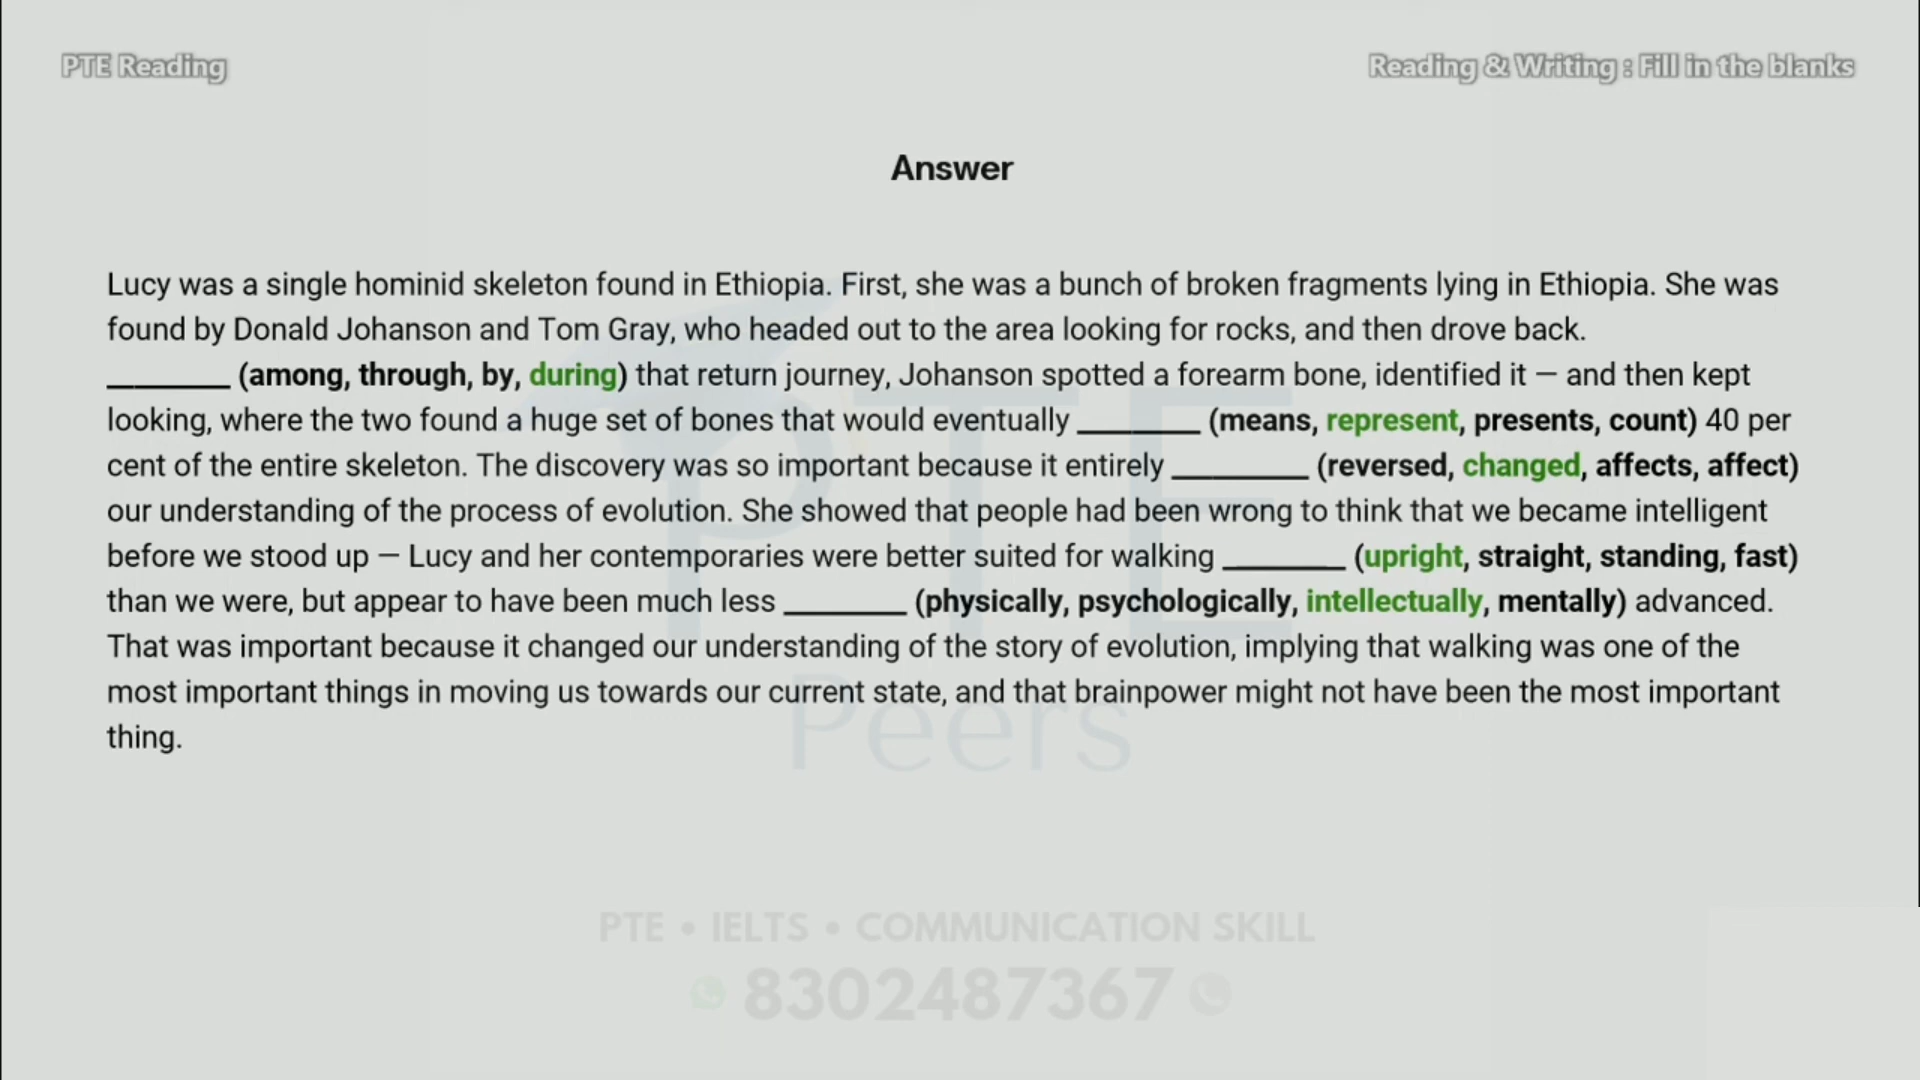 PTE Reading
Reading & Writing : Fill in the blanks
Answer
Lucy was a single hominid skeleton found in Ethiopia. First, she was a bunch of broken fragments lying in Ethiopia. She was
found by Donald Johanson and Tom Gray, who headed out to the area looking for rocks, and then drove back.
________ (among, through, by, during) that return journey, Johanson spotted a forearm bone, identified it — and then kept
looking, where the two found a huge set of bones that would eventually ________ (means, represent, presents, count) 40 per
cent of the entire skeleton. The discovery was so important because it entirely _________ (reversed, changed, affects, affect)
our understanding of the process of evolution. She showed that people had been wrong to think that we became intelligent
before we stood up — Lucy and her contemporaries were better suited for walking ________ (upright, straight, standing, fast)
than we were, but appear to have been much less ________ (physically, psychologically, intellectually, mentally) advanced.
That was important because it changed our understanding of the story of evolution, implying that walking was one of the
most important things in moving us towards our current state, and that brainpower might not have been the most important
thing.
PTE
Peers
PTE • IELTS • COMMUNICATION SKILL
8302487367